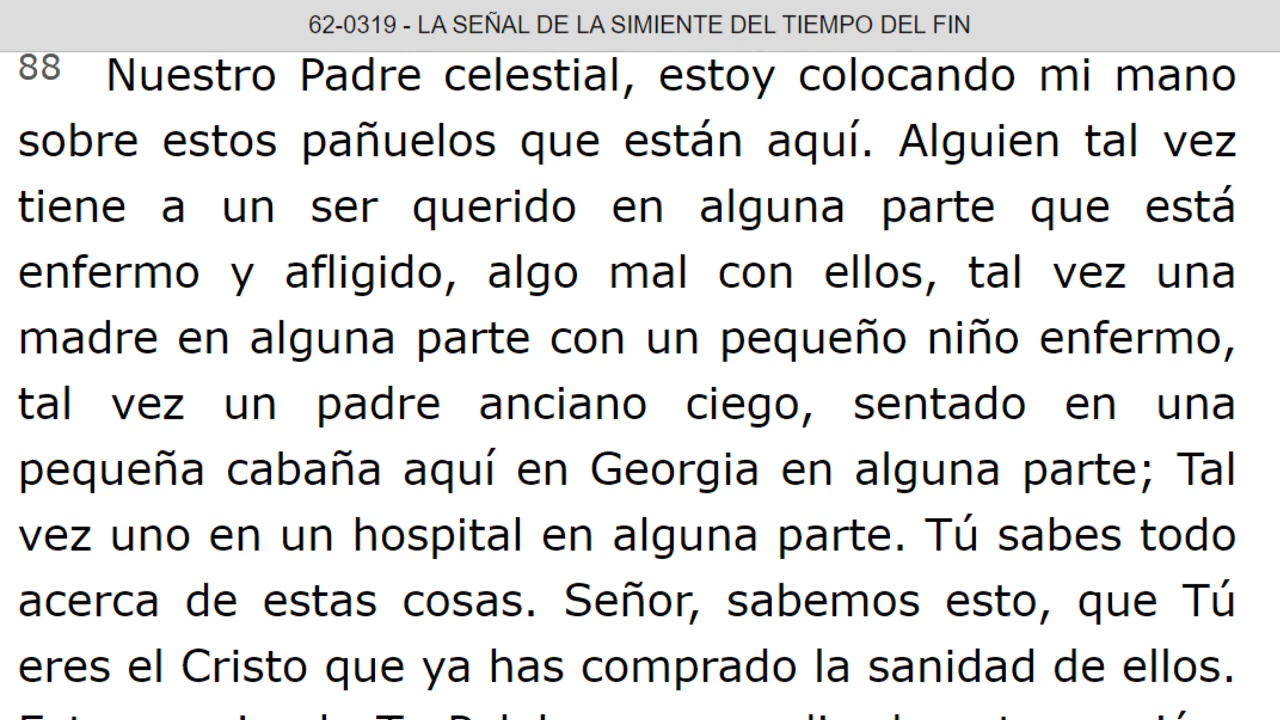 62-0319 - LA SEÑAL DE LA SIMIENTE DEL TIEMPO DEL FIN
88 Nuestro Padre celestial, estoy colocando mi mano
sobre estos pañuelos que están aquí. Alguien tal vez
tiene a un ser querido en alguna parte que está
enfermo y afligido, algo mal con ellos, tal vez una
madre en alguna parte con un pequeño niño enfermo,
tal vez un padre anciano ciego, sentado en una
pequeña cabaña aquí en Georgia en alguna parte; Tal
vez uno en un hospital en alguna parte. Tú sabes todo
acerca de estas cosas. Señor, sabemos esto, que Tú
eres el Cristo que ya has comprado la sanidad de ellos.